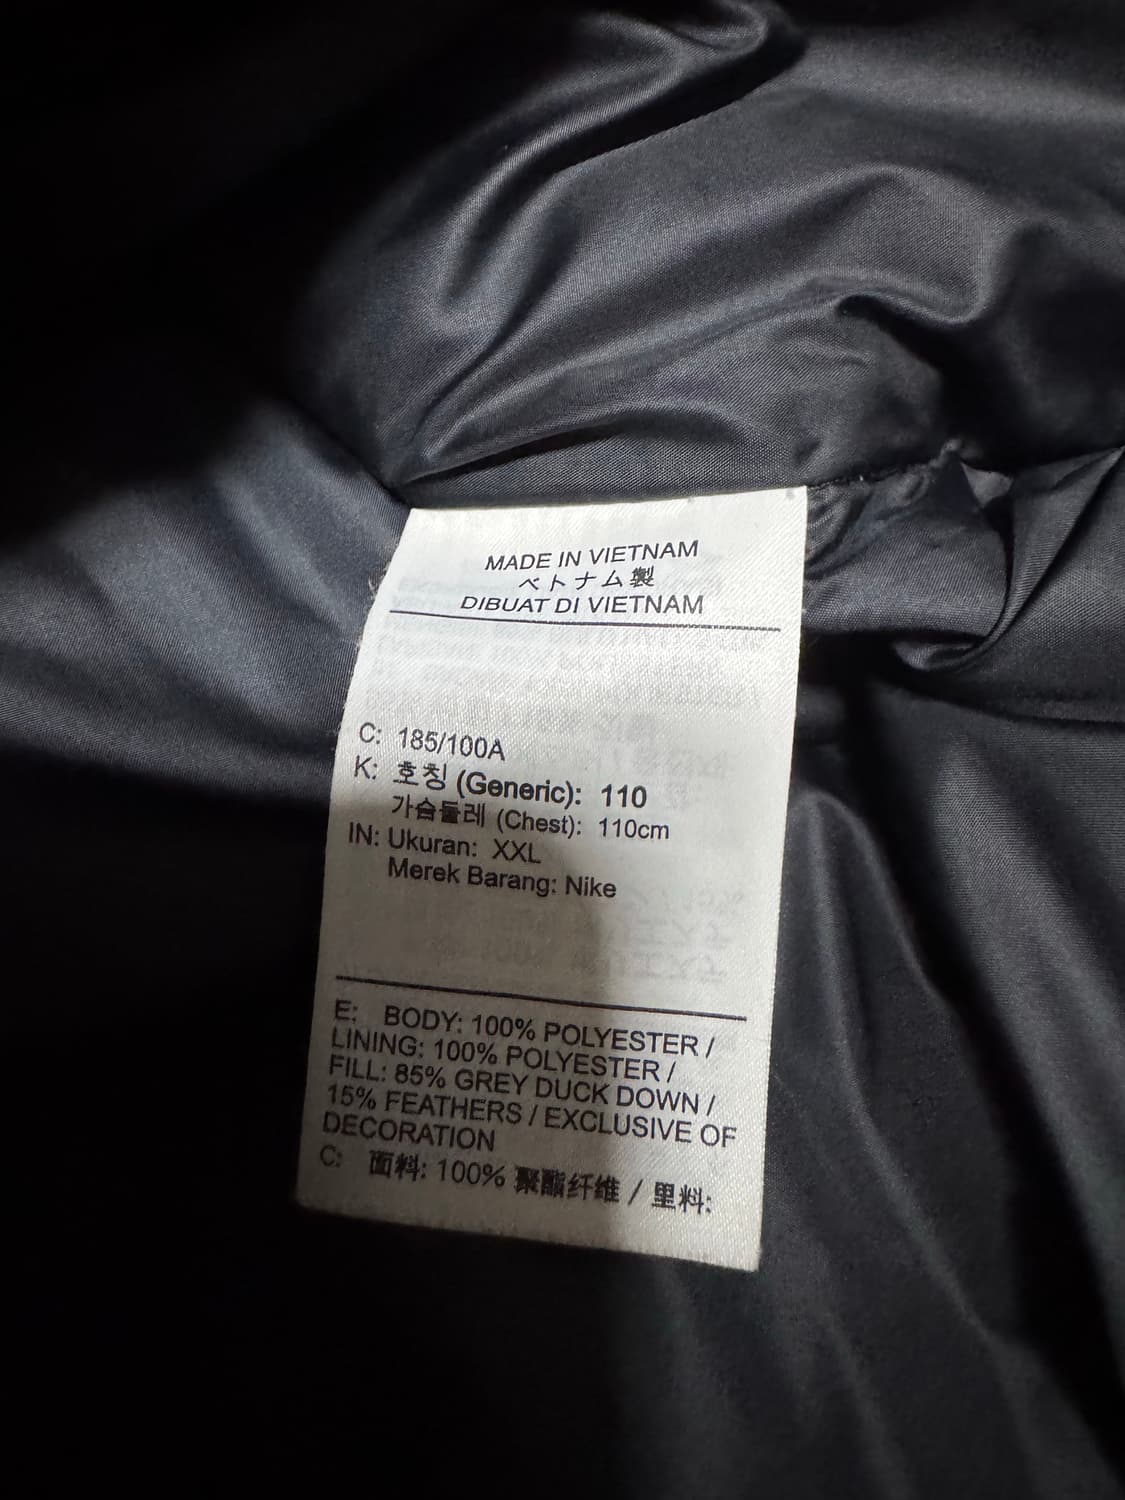 MADE IN VIETNAM
ベトナム製
DIBUAT DI VIETNAM
C: 185/100A
K: 호칭 (Generic): 110
가슴둘레 (Chest): 110cm
IN: Ukuran: XXL
Merek Barang: Nike
E: BODY: 100% POLYESTER /
LINING: 100% POLYESTER /
FILL: 85% GREY DUCK DOWN /
15% FEATHERS / EXCLUSIVE OF
DECORATION
C: 面料: 100% 聚酯纤维 / 里料: